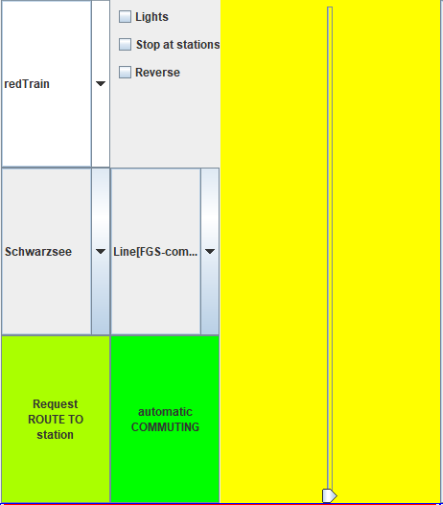 Lights
Stop at stations
Reverse
redTrain
Schwarzsee
Line[FGS-com...
Request
ROUTE TO
station
automatic
COMMUTING